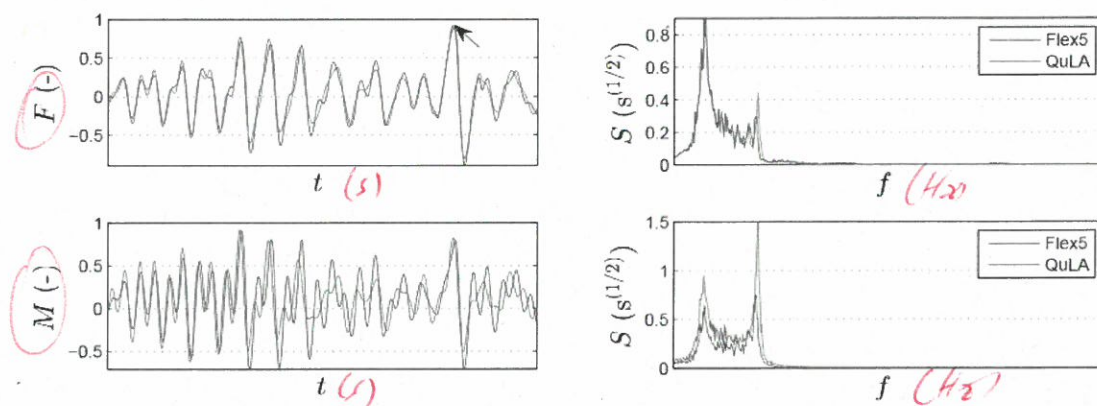 F (-)
1
0.5
0
−0.5
t (s)
S (s^(1/2))
0.8
0.6
0.4
0.2
0
Flex5
QuLA
f (Hz)
M (-)
1
0.5
0
−0.5
t (s)
S (s^(1/2))
1.5
1
0.5
0
Flex5
QuLA
f (Hz)